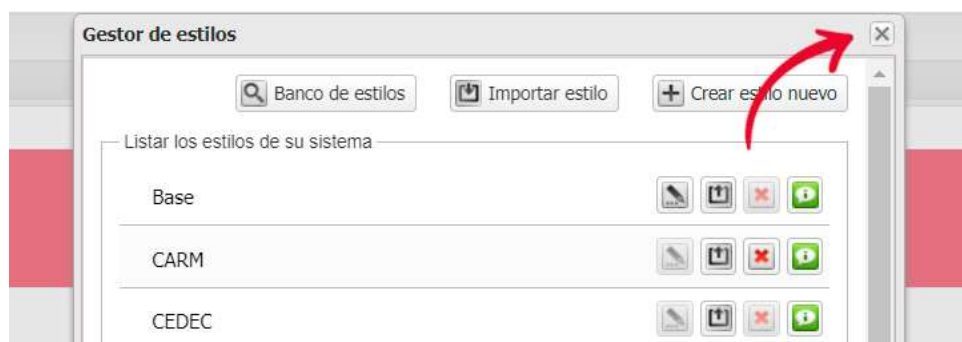 Gestor de estilos
Banco de estilos Importar estilo Crear estilo nuevo
Listar los estilos de su sistema
Base
CARM
CEDEC